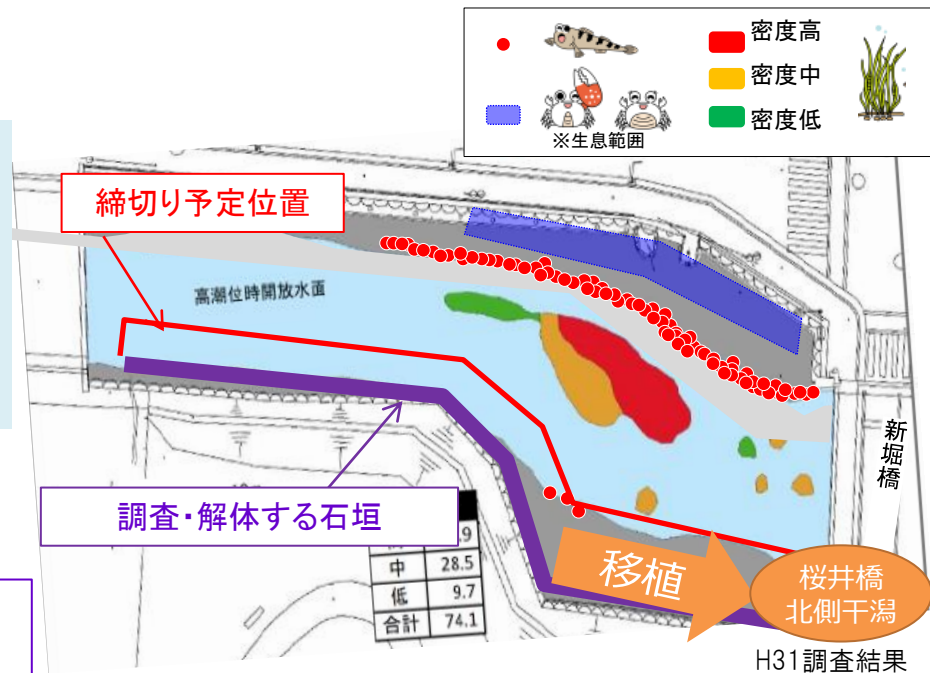 密度高
密度中
密度低
※生息範囲
締切り予定位置
高潮位時開放水面
新堀橋
調査・解体する石垣
.9
中 28.5
低 9.7
合計 74.1
移植
桜井橋
北側干潟
H31調査結果